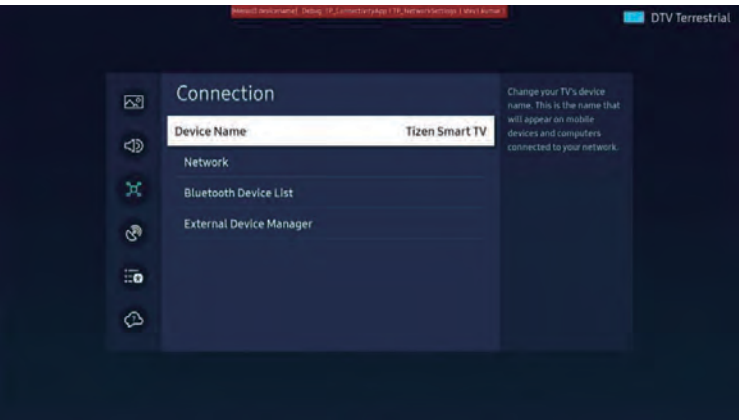 DTV Terrestrial
Connection
Device Name Tizen Smart TV
Network
Bluetooth Device List
External Device Manager
Change your TV's device
name. This is the name that
will appear on mobile
devices and computers
connected to your network.